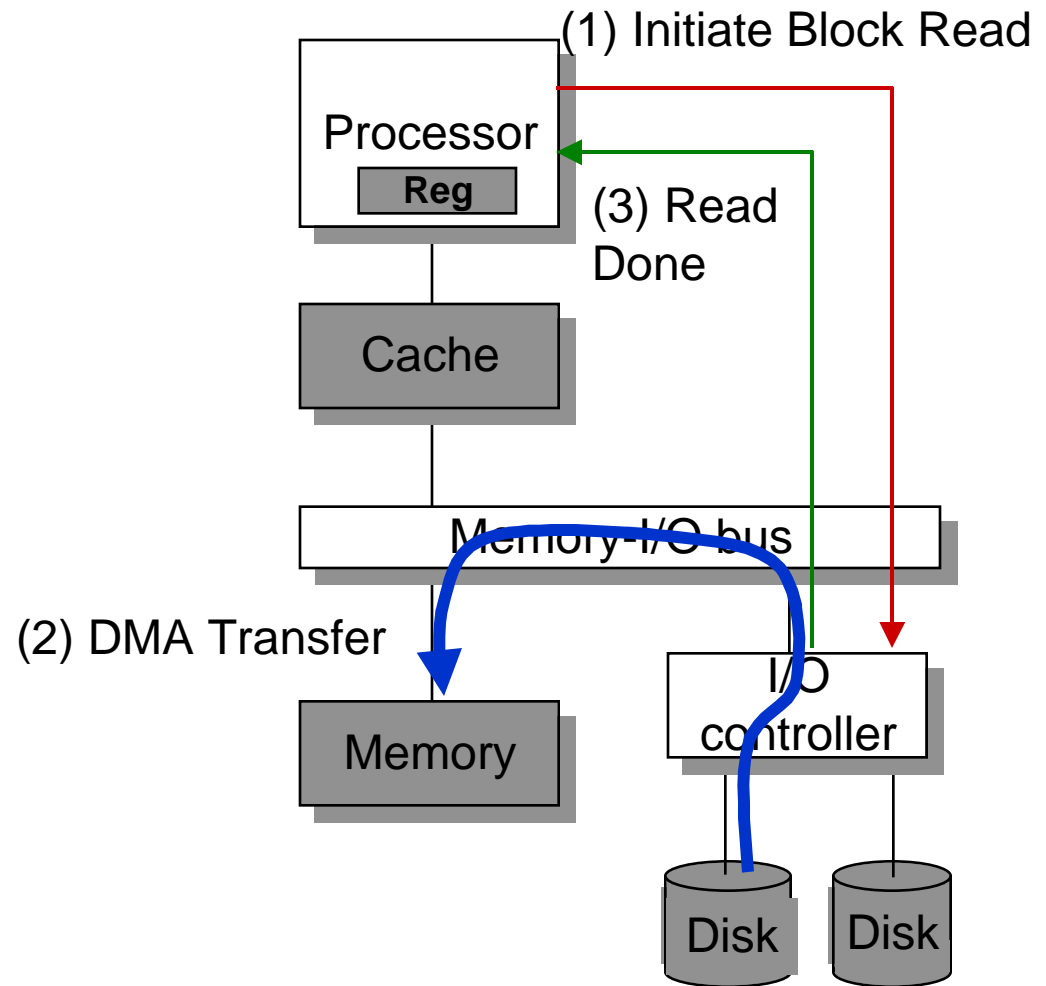 (1) Initiate Block Read
Processor
Reg
(3) Read
Done
Cache
Memory-I/O bus
(2) DMA Transfer
I/O
controller
Memory
Disk
Disk